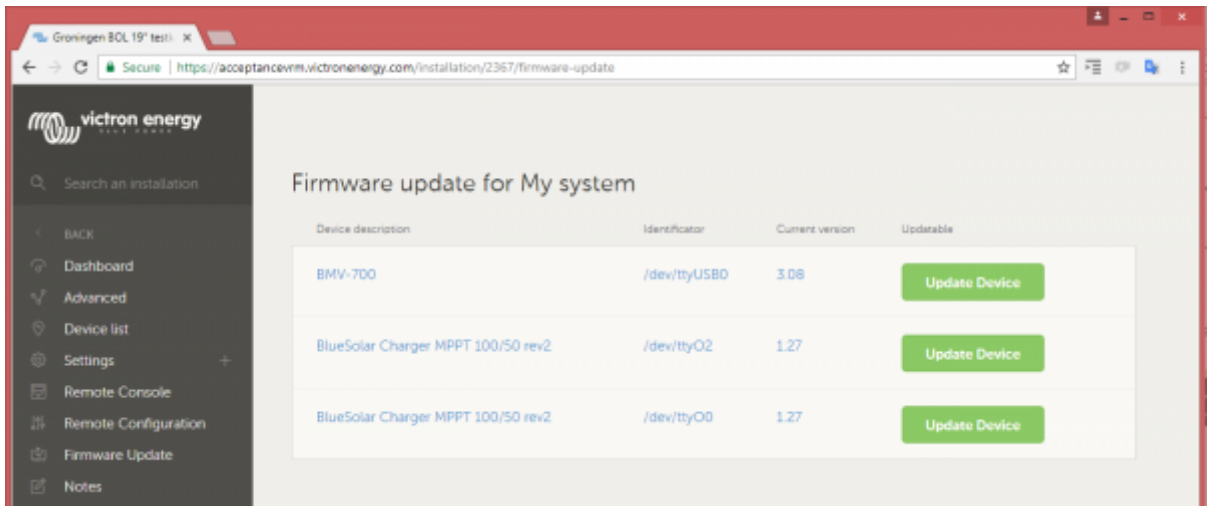 Groningen BOL 19" testi
Secure https://acceptancevrm.victronenergy.com/installation/2367/firmware-update
victron energy
BLUE POWER
Search an installation
Firmware update for My system
Device description Identificator Current version Updatable
BACK
Dashboard
Advanced
Device list
Settings
Remote Console
Remote Configuration
Firmware Update
Notes
BMV-700 /dev/ttyUSB0 3.08 Update Device
BlueSolar Charger MPPT 100/50 rev2 /dev/ttyO2 1.27 Update Device
BlueSolar Charger MPPT 100/50 rev2 /dev/ttyO0 1.27 Update Device